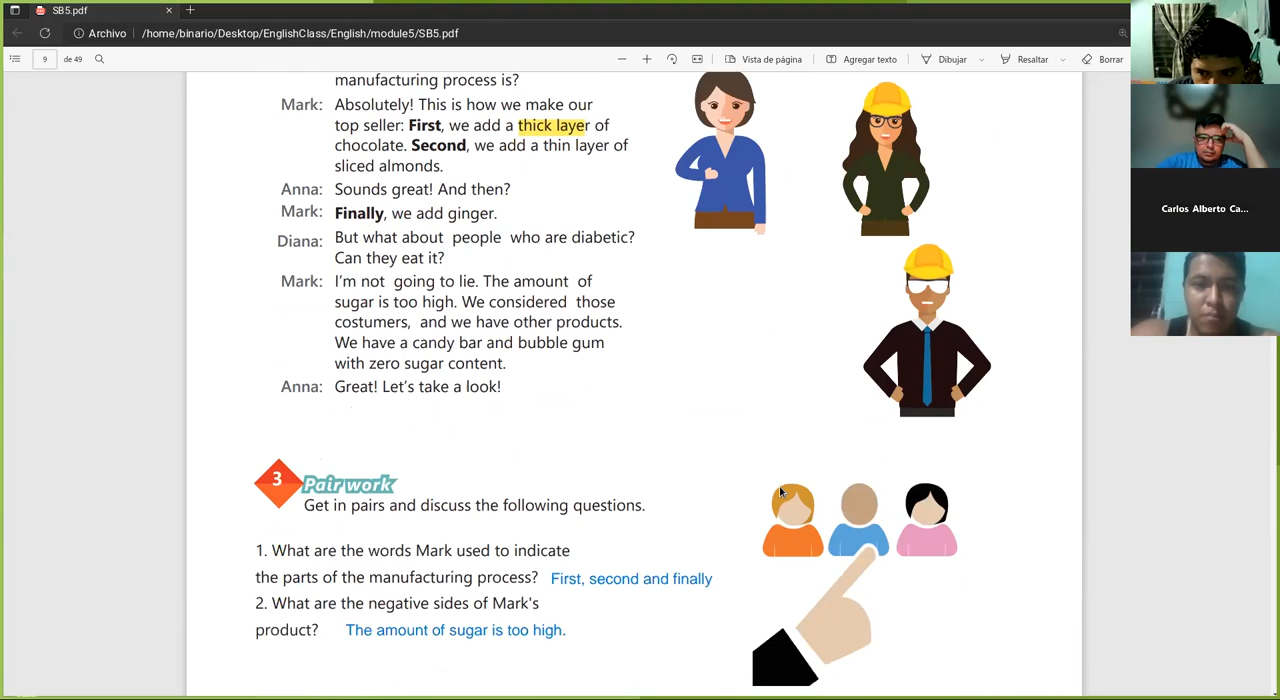 SB5.pdf
Archivo /home/binario/Desktop/EnglishClass/English/module5/SB5.pdf
9 de 49 Vista de página Agregar texto Dibujar Resaltar Borrar
manufacturing process is?
Mark: Absolutely! This is how we make our
top seller: First, we add a thick layer of
chocolate. Second, we add a thin layer of
sliced almonds.
Anna: Sounds great! And then?
Mark: Finally, we add ginger.
Diana: But what about people who are diabetic?
Can they eat it?
Mark: I'm not going to lie. The amount of
sugar is too high. We considered those
costumers, and we have other products.
We have a candy bar and bubble gum
with zero sugar content.
Anna: Great! Let's take a look!
3 Pair work
Get in pairs and discuss the following questions.
1. What are the words Mark used to indicate
the parts of the manufacturing process? First, second and finally
2. What are the negative sides of Mark's
product? The amount of sugar is too high.
Carlos Alberto Ca...